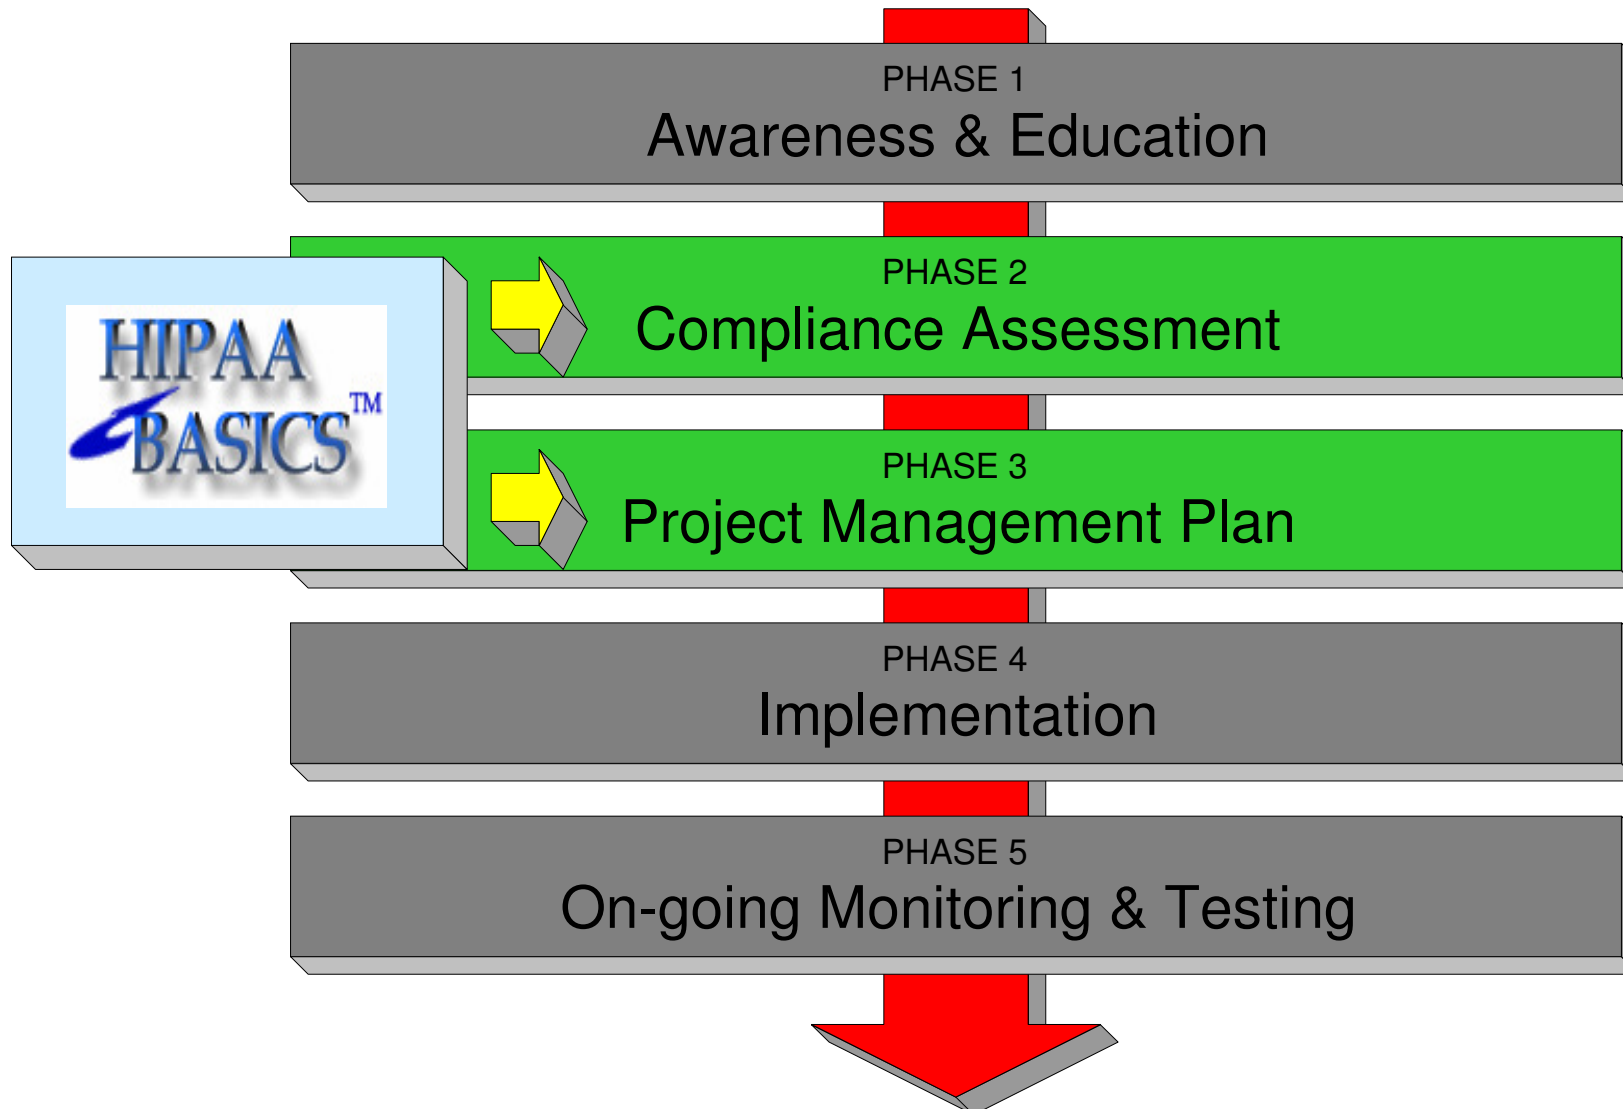 PHASE 1
Awareness & Education
PHASE 2
Compliance Assessment
HIPAA
BASICS™
PHASE 3
Project Management Plan
PHASE 4
Implementation
PHASE 5
On-going Monitoring & Testing